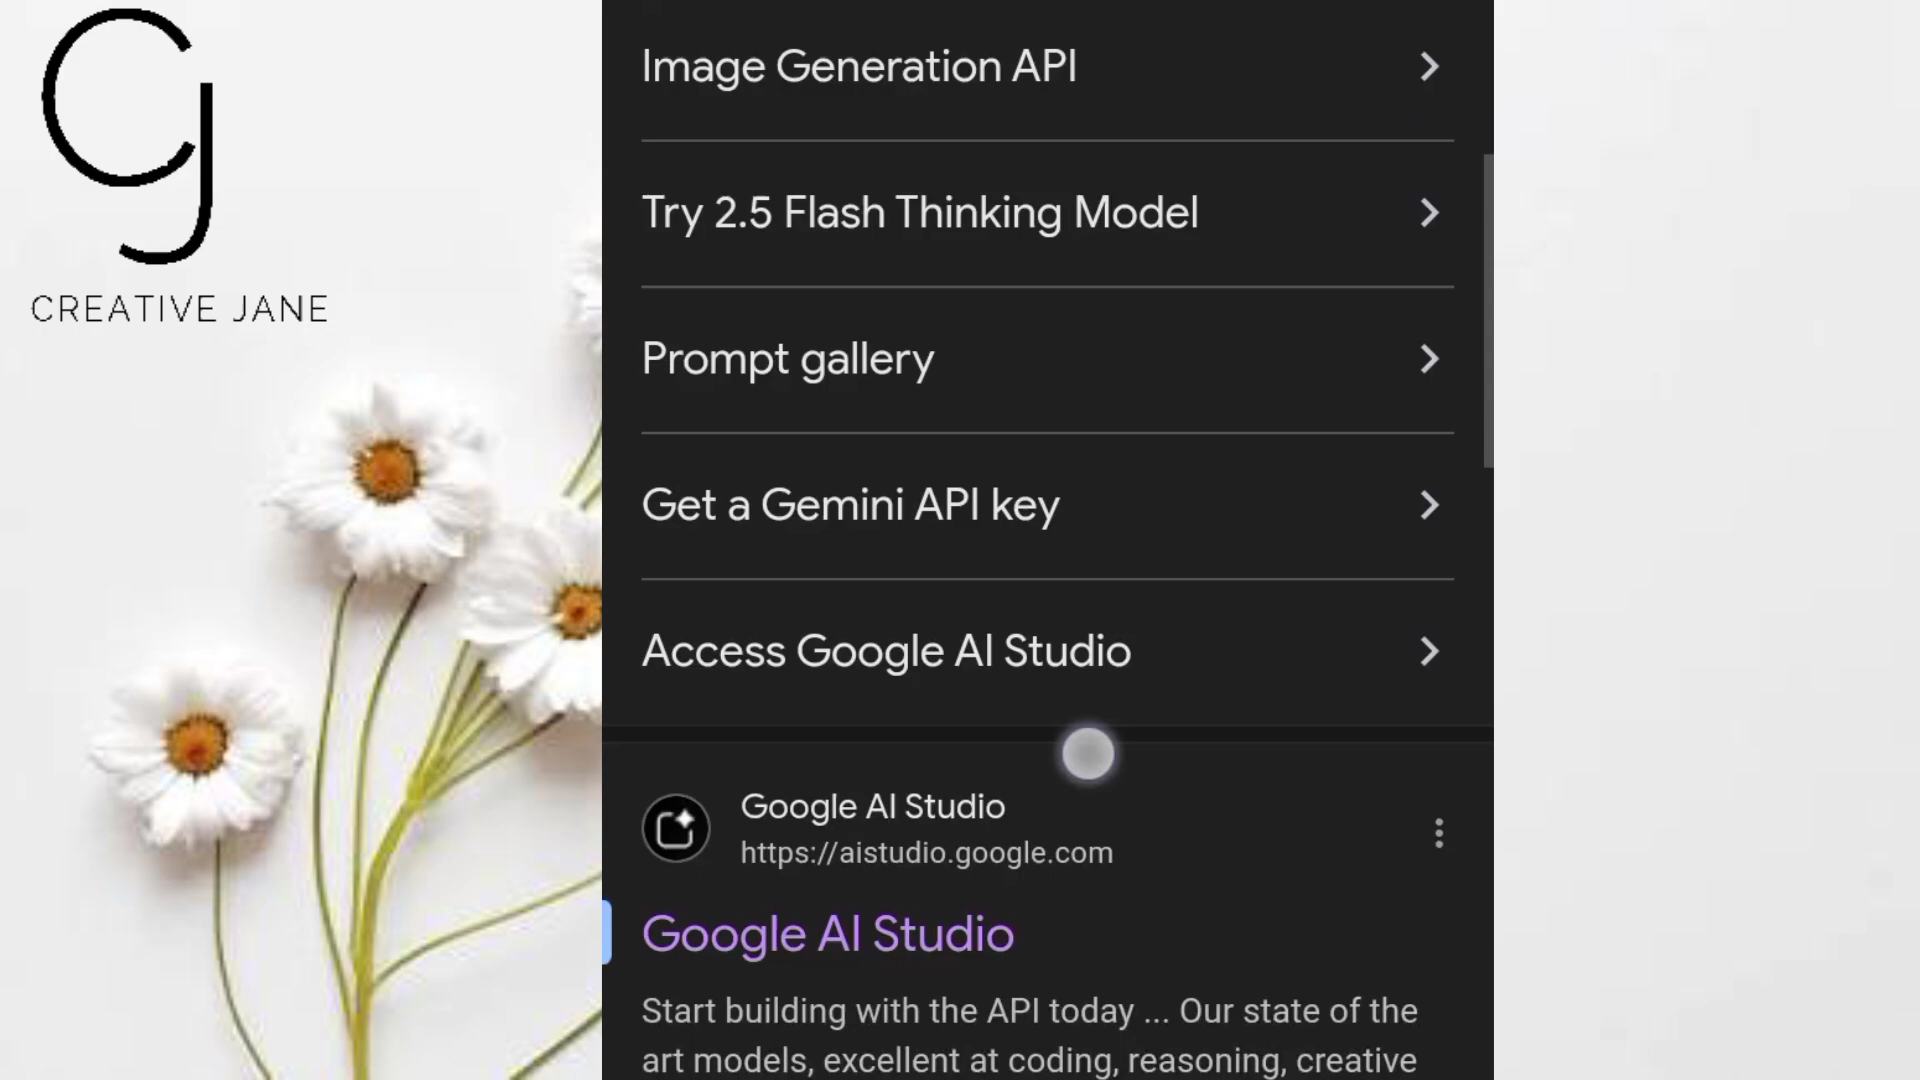 CREATIVE JANE
Image Generation API
Try 2.5 Flash Thinking Model
Prompt gallery
Get a Gemini API key
Access Google AI Studio
Google AI Studio
https://aistudio.google.com
Google AI Studio
Start building with the API today ... Our state of the
art models, excellent at coding, reasoning, creative